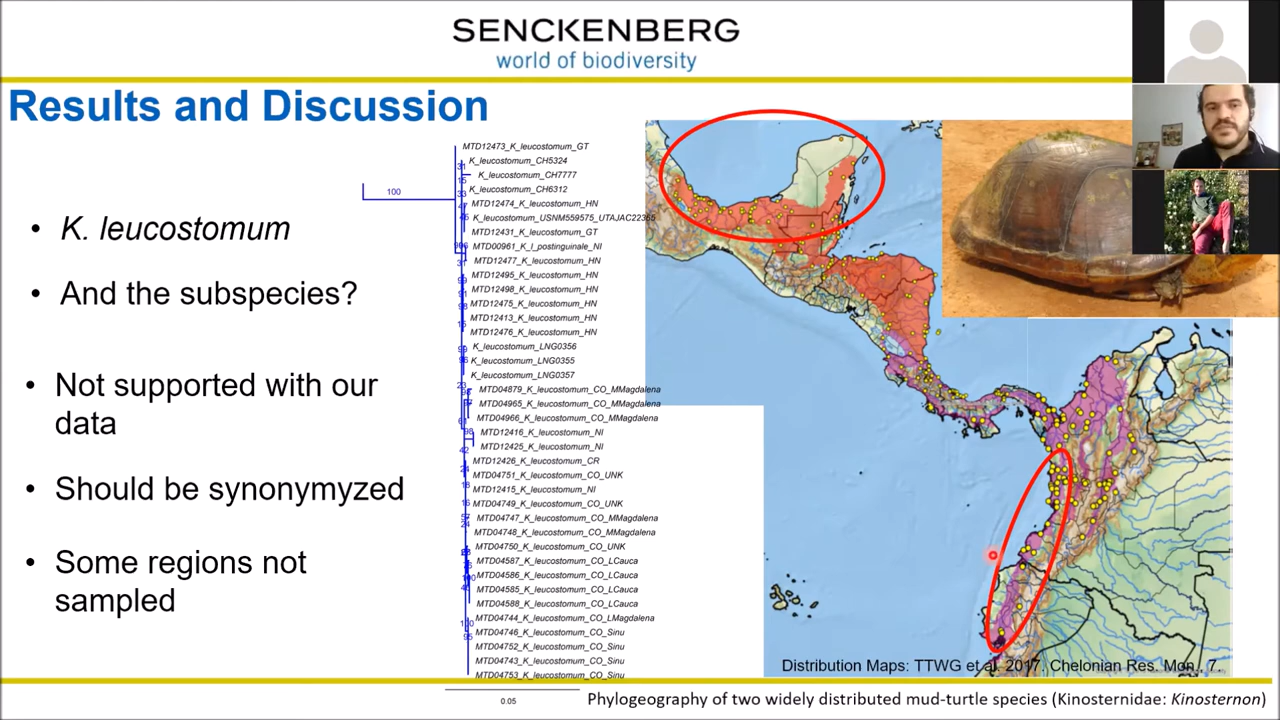 SENCKENBERG
world of biodiversity
Results and Discussion
• K. leucostomum
• And the subspecies?
• Not supported with our
data
• Should be synonymyzed
• Some regions not
sampled
100
MTD12473_K_leucostomum_GT
K_leucostomum_CH5324
K_leucostomum_CH7777
K_leucostomum_CH6312
MTD12474_K_leucostomum_HN
K_leucostomum_USNM559575_UTAJAC22355
MTD12431_K_leucostomum_GT
MTD00961_K_l_postinguinale_NI
MTD12477_K_leucostomum_HN
MTD12495_K_leucostomum_HN
MTD12498_K_leucostomum_HN
MTD12475_K_leucostomum_HN
MTD12413_K_leucostomum_HN
MTD12476_K_leucostomum_HN
K_leucostomum_LNG0356
K_leucostomum_LNG0355
K_leucostomum_LNG0357
MTD04879_K_leucostomum_CO_MMagdalena
MTD04965_K_leucostomum_CO_MMagdalena
MTD04966_K_leucostomum_CO_MMagdalena
MTD12416_K_leucostomum_NI
MTD12425_K_leucostomum_NI
MTD12426_K_leucostomum_CR
MTD04751_K_leucostomum_CO_UNK
MTD12415_K_leucostomum_NI
MTD04749_K_leucostomum_CO_UNK
MTD04747_K_leucostomum_CO_MMagdalena
MTD04748_K_leucostomum_CO_MMagdalena
MTD04750_K_leucostomum_CO_UNK
MTD04587_K_leucostomum_CO_LCauca
MTD04586_K_leucostomum_CO_LCauca
MTD04585_K_leucostomum_CO_LCauca
MTD04588_K_leucostomum_CO_LCauca
MTD04744_K_leucostomum_CO_LMagdalena
MTD04746_K_leucostomum_CO_Sinu
MTD04752_K_leucostomum_CO_Sinu
MTD04743_K_leucostomum_CO_Sinu
MTD04753_K_leucostomum_CO_Sinu
0.05
Distribution Maps: TTWG et al. 2017. Chelonian Res. Mon., 7.
Phylogeography of two widely distributed mud-turtle species (Kinosternidae: Kinosternon)